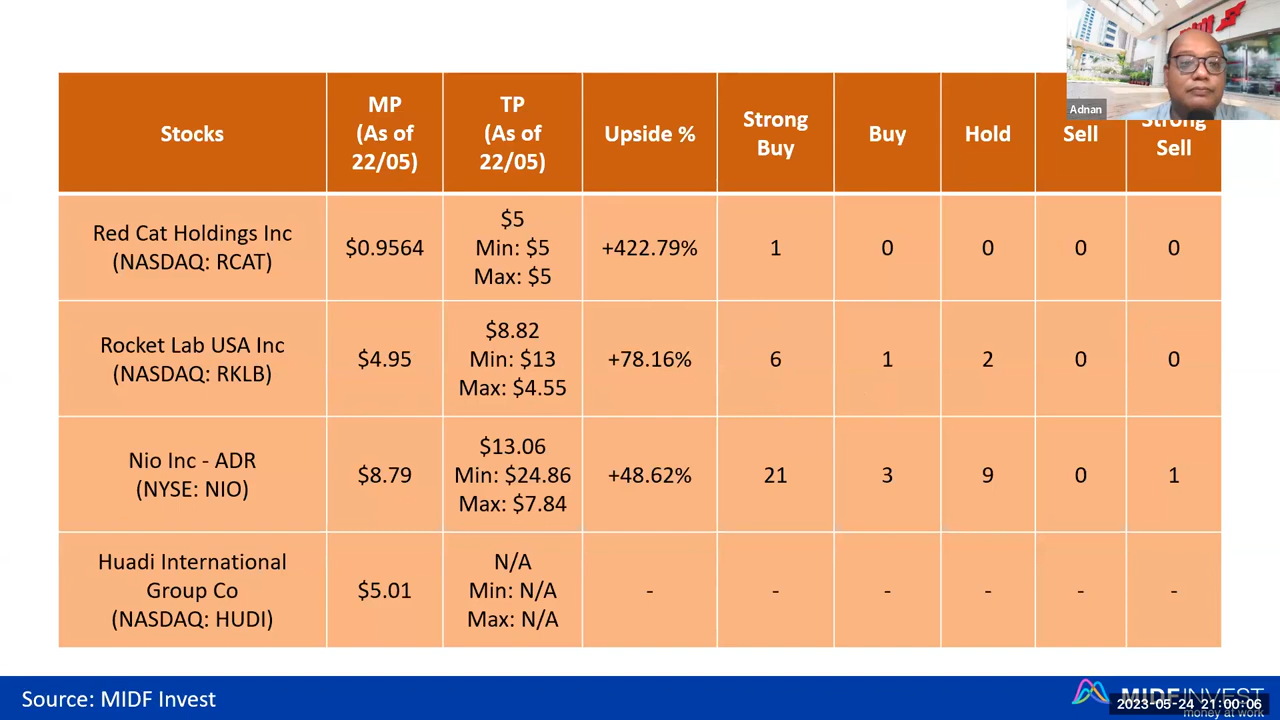 Adnan
Stocks
MP
(As of
22/05)
TP
(As of
22/05)
Upside %
Strong
Buy
Buy
Hold
Sell
Strong
Sell
Red Cat Holdings Inc
(NASDAQ: RCAT)
$0.9564
$5
Min: $5
Max: $5
+422.79%
1
0
0
0
0
Rocket Lab USA Inc
(NASDAQ: RKLB)
$4.95
$8.82
Min: $13
Max: $4.55
+78.16%
6
1
2
0
0
Nio Inc - ADR
(NYSE: NIO)
$8.79
$13.06
Min: $24.86
Max: $7.84
+48.62%
21
3
9
0
1
Huadi International
Group Co
(NASDAQ: HUDI)
$5.01
N/A
Min: N/A
Max: N/A
-
-
-
-
-
-
Source: MIDF Invest
MIDFINVEST
money at work
2023-05-24 21:00:06